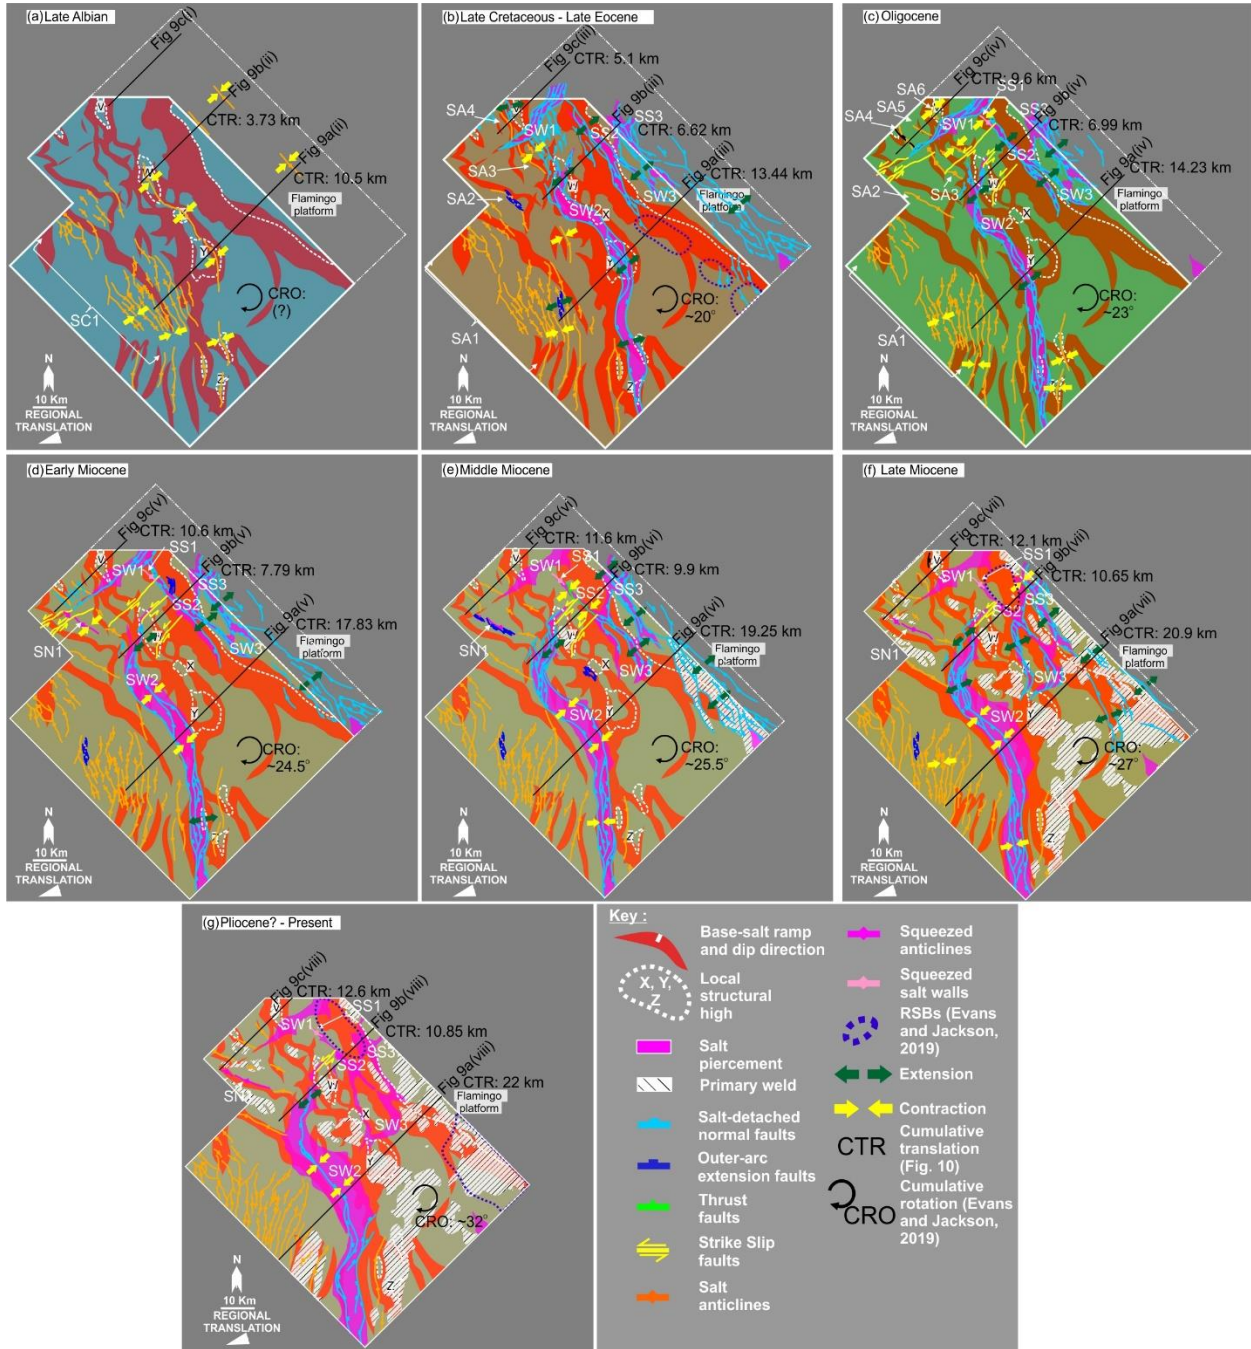 (a) Late Albian
Fig 9c(i)
V
Fig 9b(ii)
CTR: 3.73 km
Fig 9a(ii)
CTR: 10.5 km
Flamingo
platform
X
Y
CRO:
(?)
SC1
Z
N
10 Km
REGIONAL
TRANSLATION
(b) Late Cretaceous - Late Eocene
Fig 9c(iii)
CTR: 5.1 km
Fig 9b(iii)
SA4
V
SW1
SS3
CTR: 6.62 km
Fig 9a(iii)
SA3
CTR: 13.44 km
Flamingo
platform
SA2
W
SW3
SW2
X
Y
CRO:
~20°
SA1
Z
N
10 Km
REGIONAL
TRANSLATION
(c) Oligocene
Fig 9c(iv)
CTR: 9.6 km
SA6
SS1
SA5
Fig 9b(iv)
SA4
SW1
CTR: 6.99 km
SS2
Fig 9a(iv)
CTR: 14.23 km
SA2
SA3
W
Flamingo
platform
SW3
SW2
X
Y
CRO:
~23°
SA1
Z
N
10 Km
REGIONAL
TRANSLATION
(d) Early Miocene
Fig 9c(v)
CTR: 10.6 km
V
SS1
Fig 9b(v)
SW1
CTR: 7.79 km
SS3
SS2
Fig 9a(v)
CTR: 17.83 km
Flamingo
platform
SN1
W
SW3
X
SW2
Y
CRO:
~24.5°
Z
N
10 Km
REGIONAL
TRANSLATION
(e) Middle Miocene
Fig 9c(vi)
CTR: 11.6 km
V
SS1
Fig 9b(vi)
SW1
CTR: 9.9 km
SS2
SS3
Fig 9a(vi)
CTR: 19.25 km
Flamingo
platform
SN1
W
SW3
X
SW2
Y
CRO:
~25.5°
Z
N
10 Km
REGIONAL
TRANSLATION
(f) Late Miocene
Fig 9c(vii)
CTR: 12.1 km
SS1
Fig 9b(vii)
SW1
CTR: 10.65 km
SS3
SS2
Fig 9a(vii)
CTR: 20.9 km
Flamingo
platform
SN1
W
X
SW3
SW2
Y
CRO:
~27°
Z
N
10 Km
REGIONAL
TRANSLATION
(g) Pliocene? - Present
Fig 9c(viii)
CTR: 12.6 km
V
SS1
Fig 9b(viii)
SW1
CTR: 10.85 km
SS3
SS2
Fig 9a(viii)
CTR: 22 km
Flamingo
platform
W
X
SW3
SW2
Y
CRO: ~32°
Z
N
10 Km
REGIONAL
TRANSLATION
Key :
Base-salt ramp
and dip direction
X, Y,
Z
Local
structural
high
Salt
piercement
Primary weld
Salt-detached
normal faults
Outer-arc
extension faults
Thrust
faults
Strike Slip
faults
Salt
anticlines
Squeezed
anticlines
Squeezed
salt walls
RSBs (Evans
and Jackson,
2019)
Extension
Contraction
CTR
Cumulative
translation
(Fig. 10)
CRO
Cumulative
rotation (Evans
and Jackson,
2019)